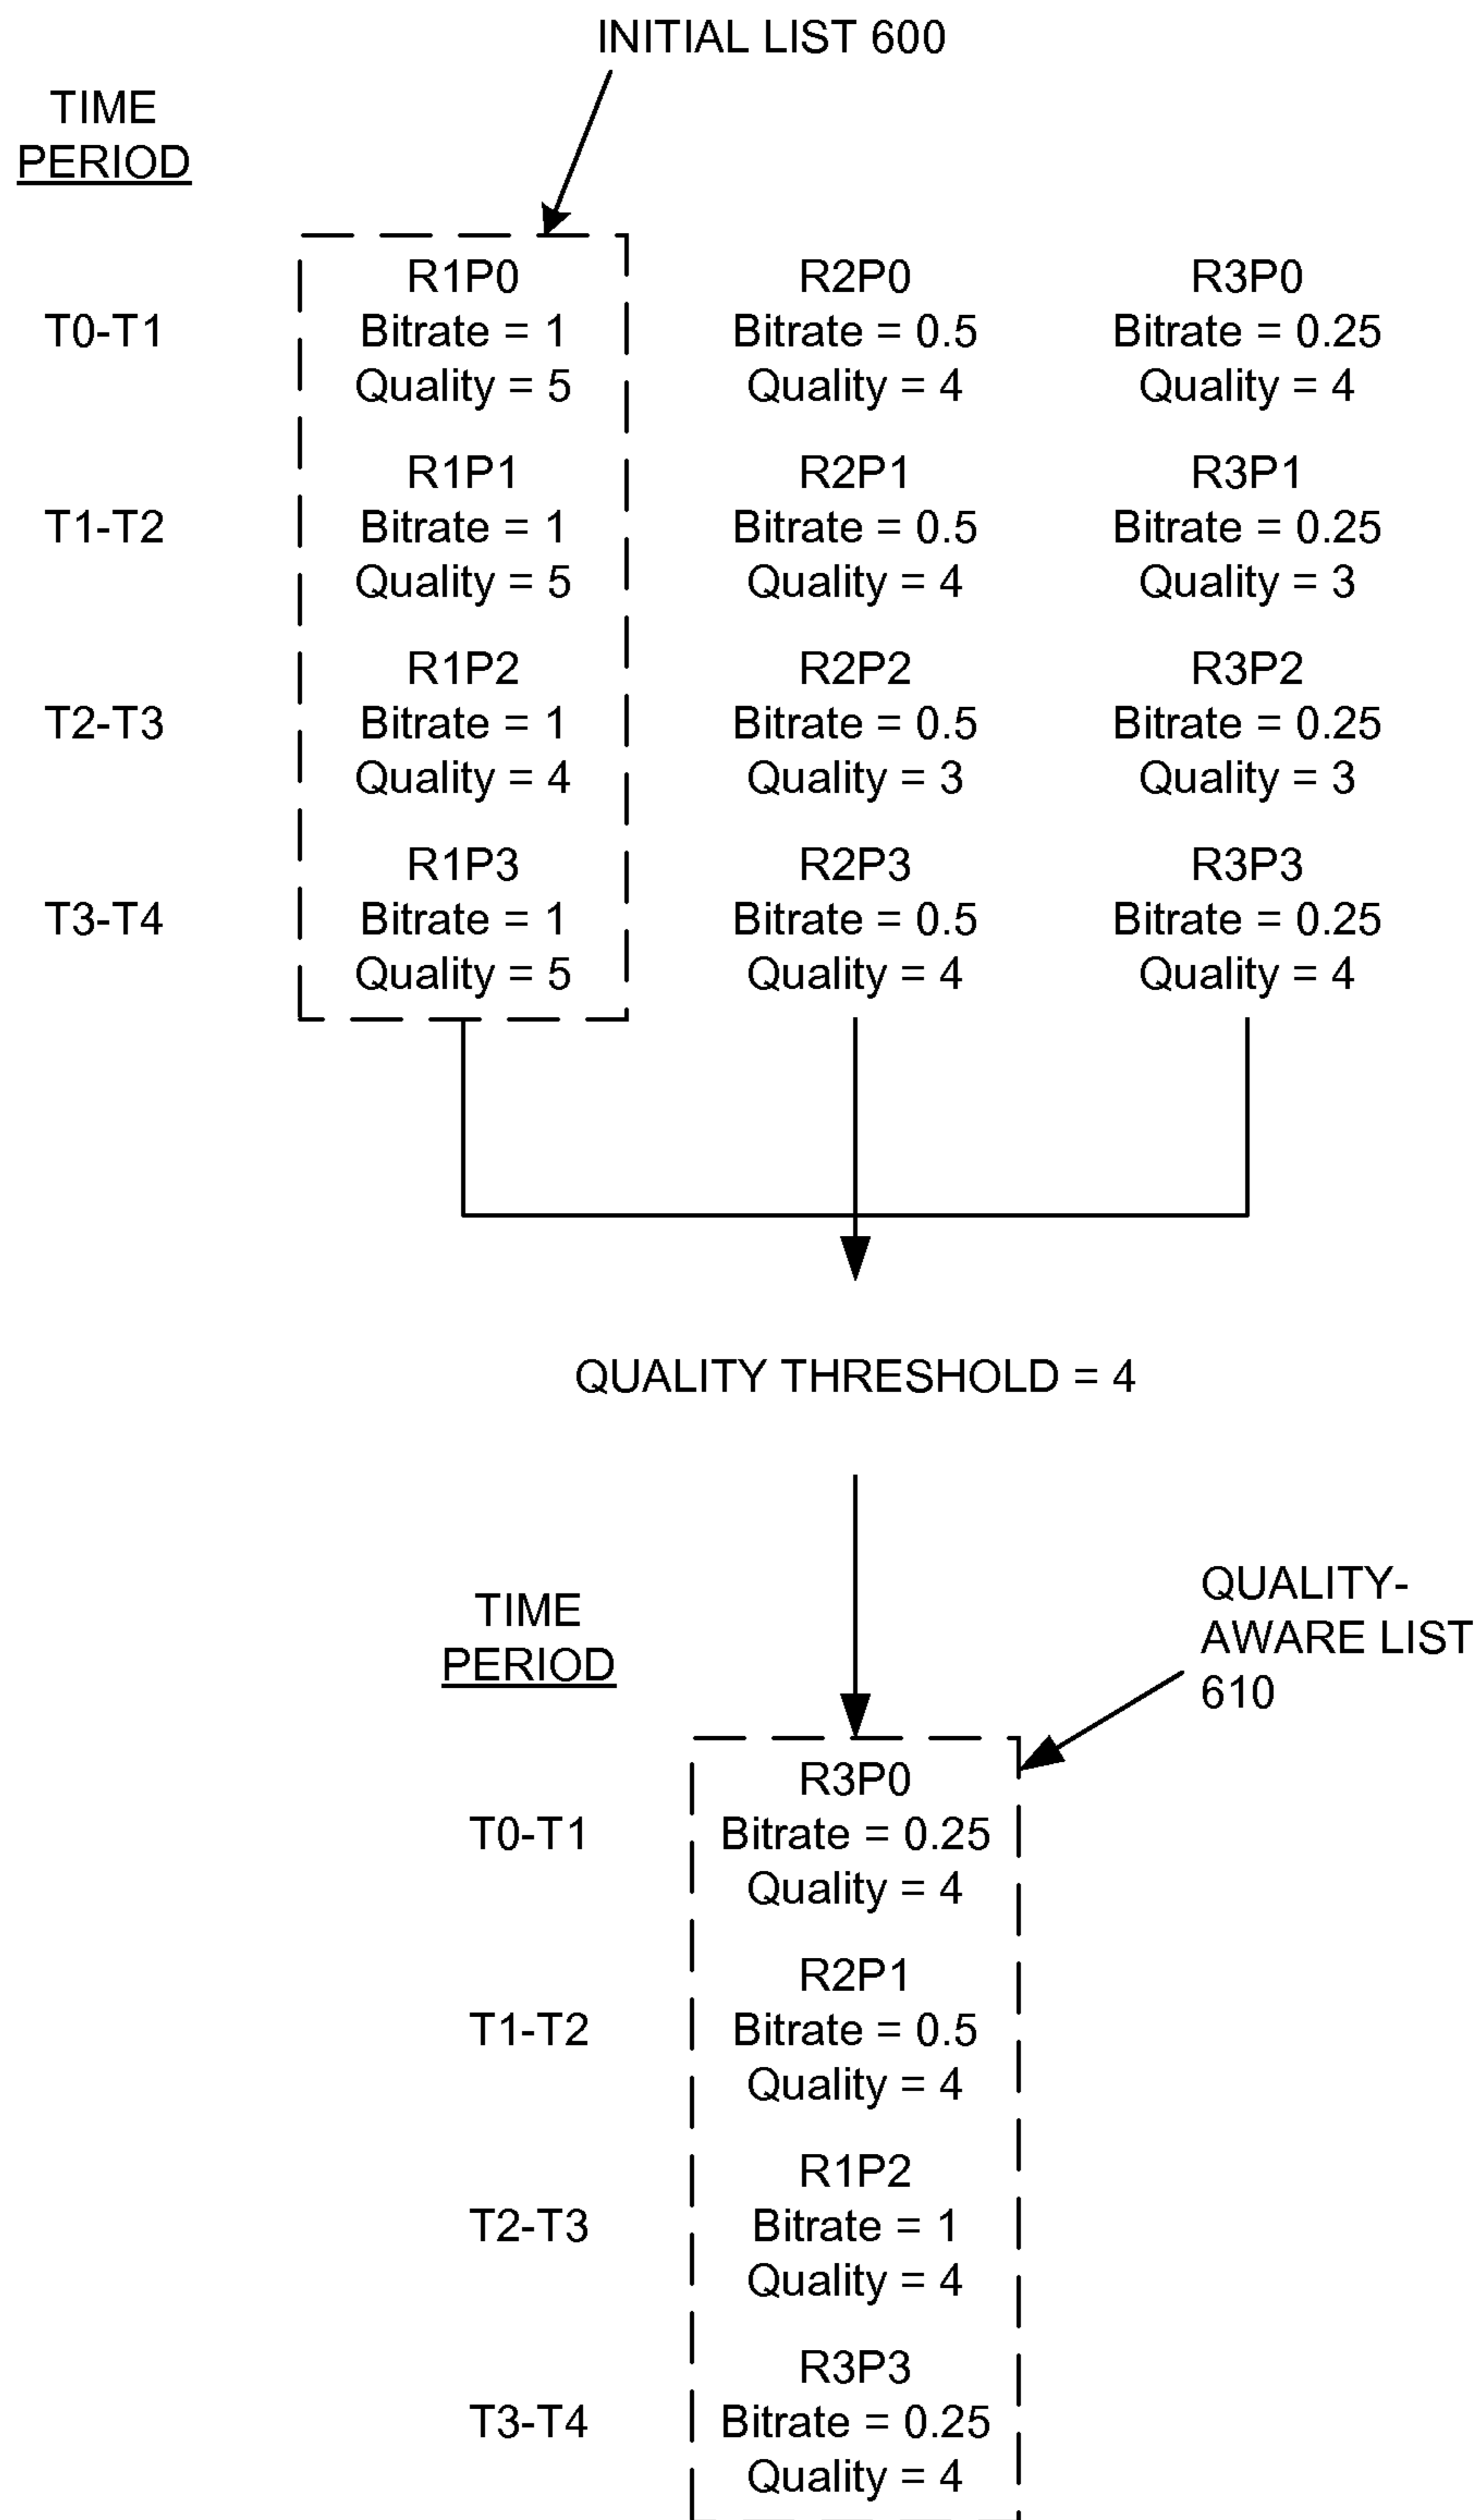 INITIAL LIST 600
TIME
PERIOD
R1P0
R2P0
R3P0
T0-T1
Bitrate = 1
Bitrate = 0.5
Bitrate = 0.25
Quality = 5
Quality = 4
Quality = 4
R1P1
R2P1
R3P1
T1-T2
Bitrate = 1
Bitrate = 0.5
Bitrate = 0.25
Quality = 5
Quality = 4
Quality = 3
R1P2
R2P2
R3P2
T2-T3
Bitrate = 1
Bitrate = 0.5
Bitrate = 0.25
Quality = 4
Quality = 3
Quality = 3
R1P3
R2P3
R3P3
T3-T4
Bitrate = 1
Bitrate = 0.5
Bitrate = 0.25
Quality = 5
Quality = 4
Quality = 4
QUALITY THRESHOLD = 4
QUALITY-
AWARE LIST
610
TIME
PERIOD
R3P0
T0-T1
Bitrate = 0.25
Quality = 4
R2P1
T1-T2
Bitrate = 0.5
Quality = 4
R1P2
T2-T3
Bitrate = 1
Quality = 4
R3P3
T3-T4
Bitrate = 0.25
Quality = 4